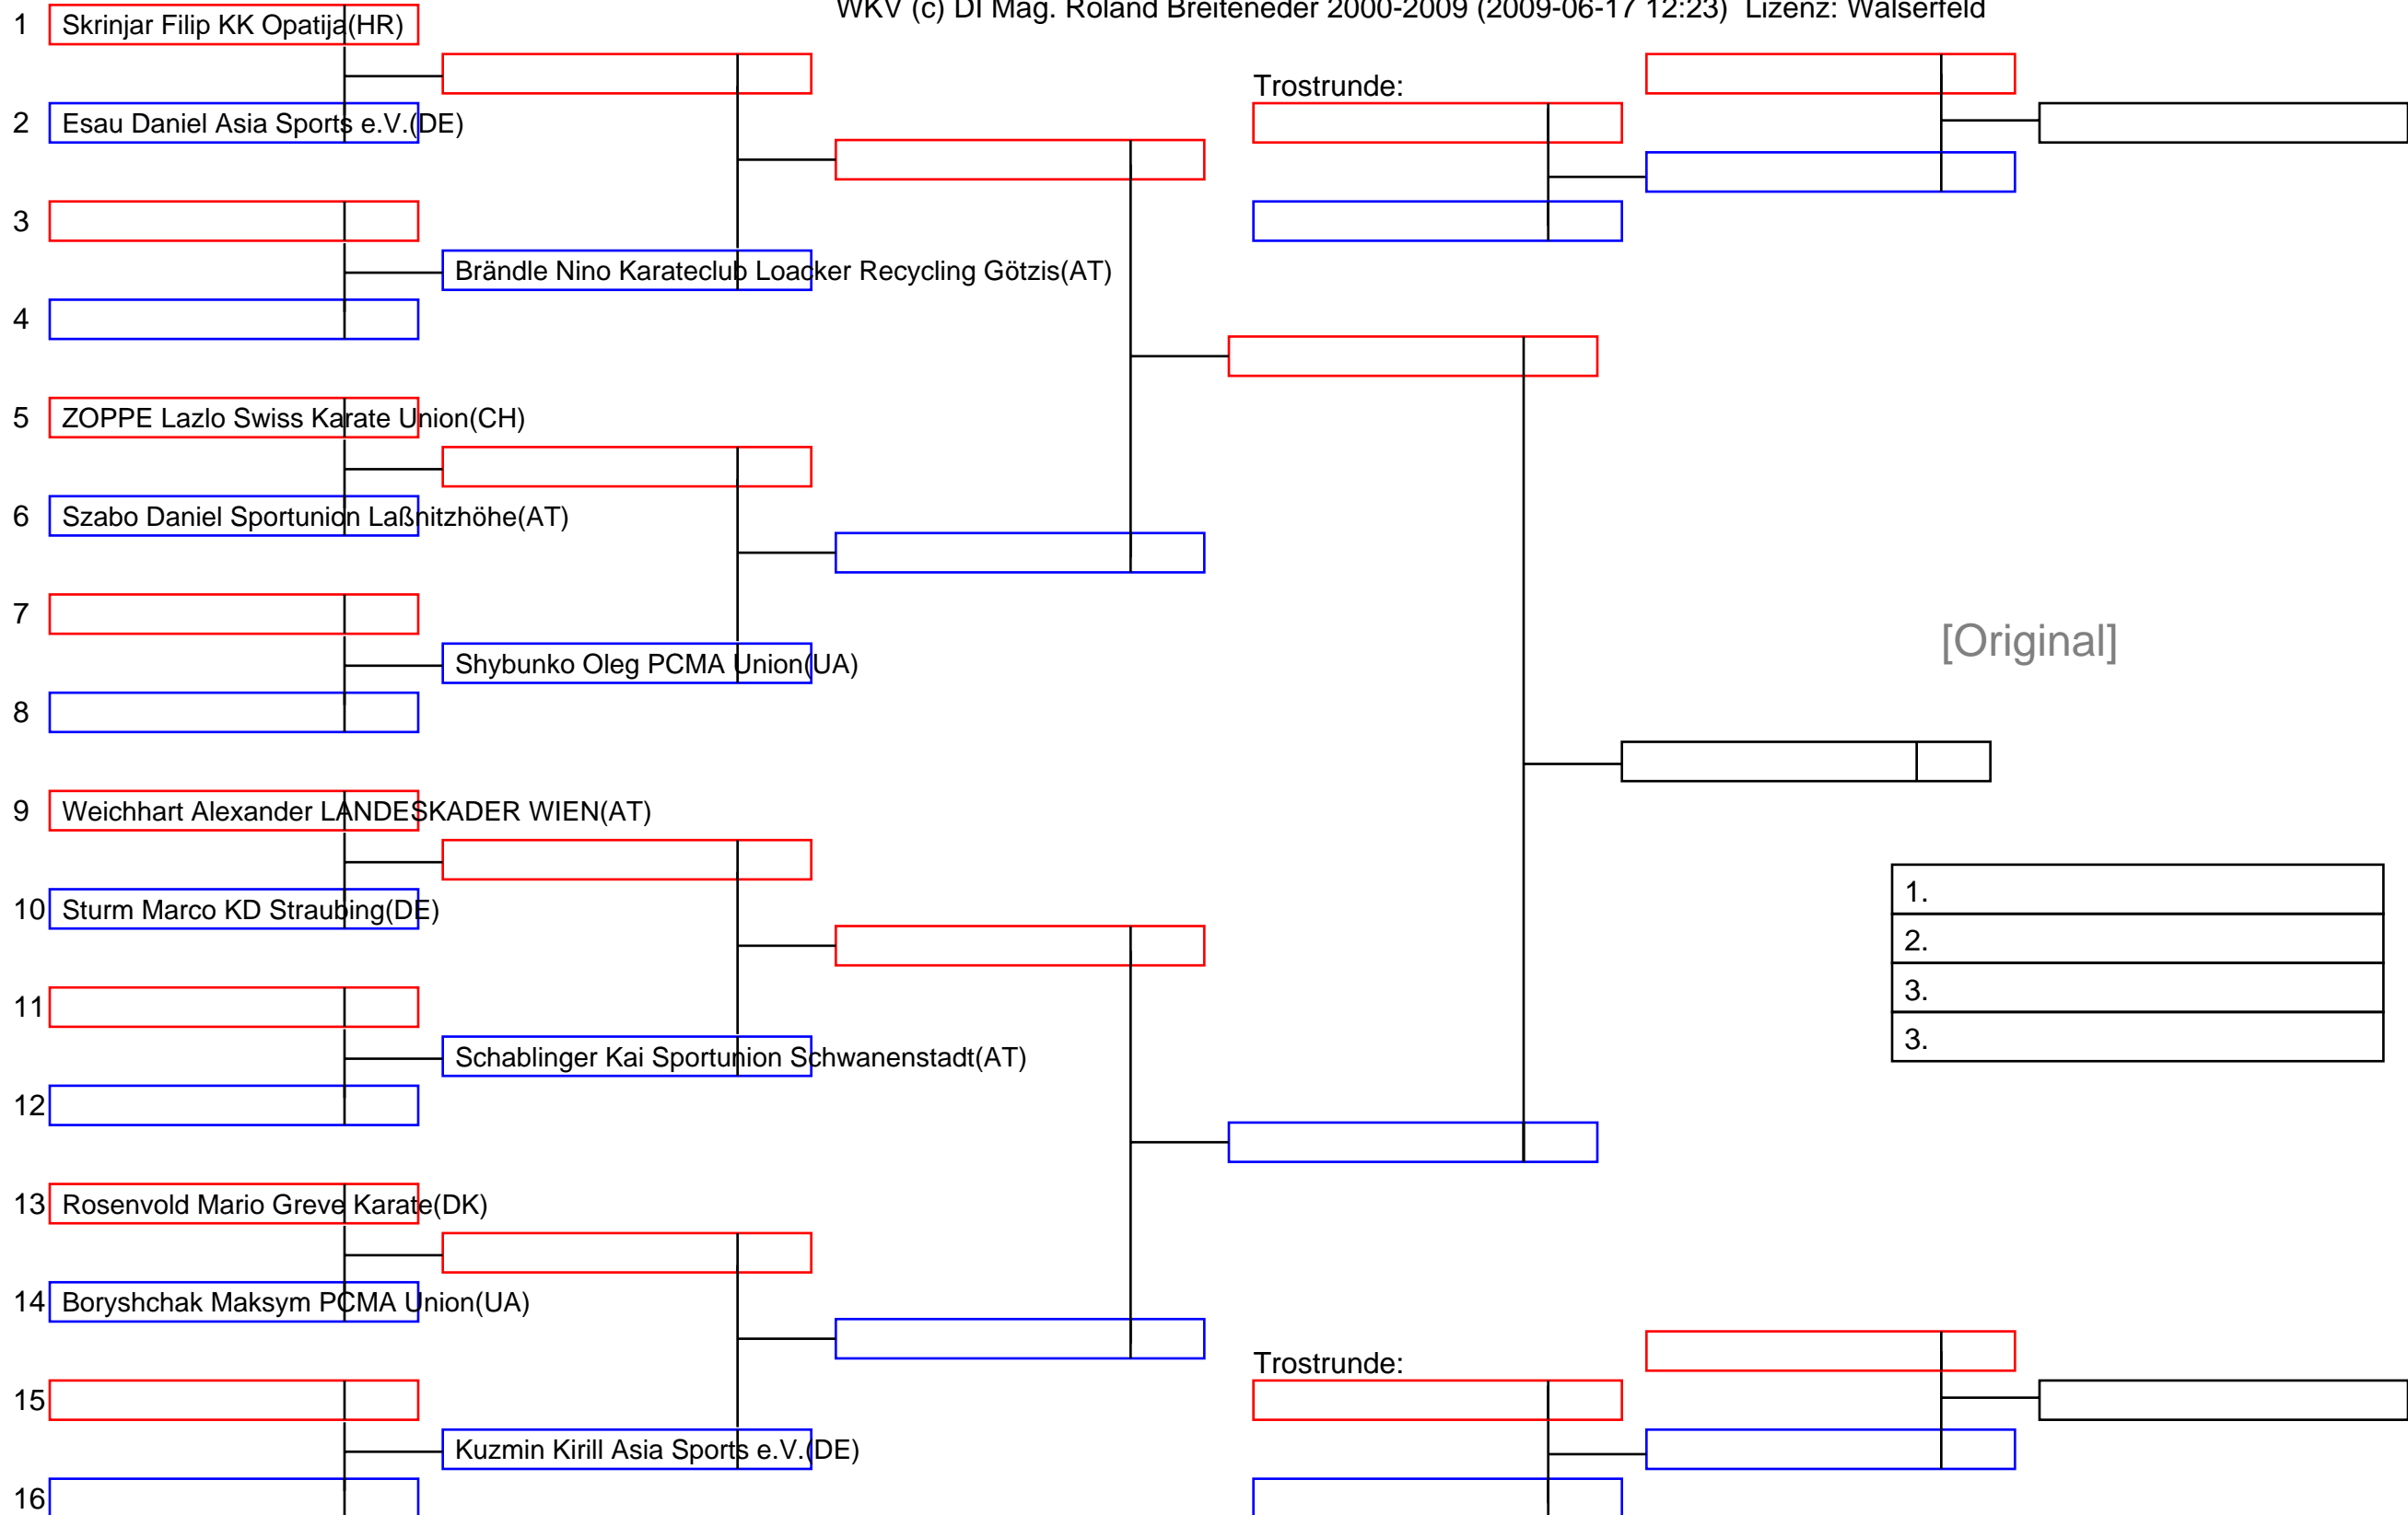 WKV (c) DI Mag. Roland Breiteneder 2000-2009 (2009-06-17 12:23) Lizenz: Walserfeld
1 Skrinjar Filip KK Opatija(HR)
Trostrunde:
2 Esau Daniel Asia Sports e.V.(DE)
3
Brändle Nino Karateclub Loacker Recycling Götzis(AT)
4
5 ZOPPE Lazlo Swiss Karate Union(CH)
6 Szabo Daniel Sportunion Laßnitzhöhe(AT)
7
[Original]
Shybunko Oleg PCMA Union(UA)
8
9 Weichhart Alexander LANDESKADER WIEN(AT)
1.
10 Sturm Marco KD Straubing(DE)
2.
3.
11
3.
Schablinger Kai Sportunion Schwanenstadt(AT)
12
13 Rosenvold Mario Greve Karate(DK)
14 Boryshchak Maksym PCMA Union(UA)
Trostrunde:
15
Kuzmin Kirill Asia Sports e.V.(DE)
16